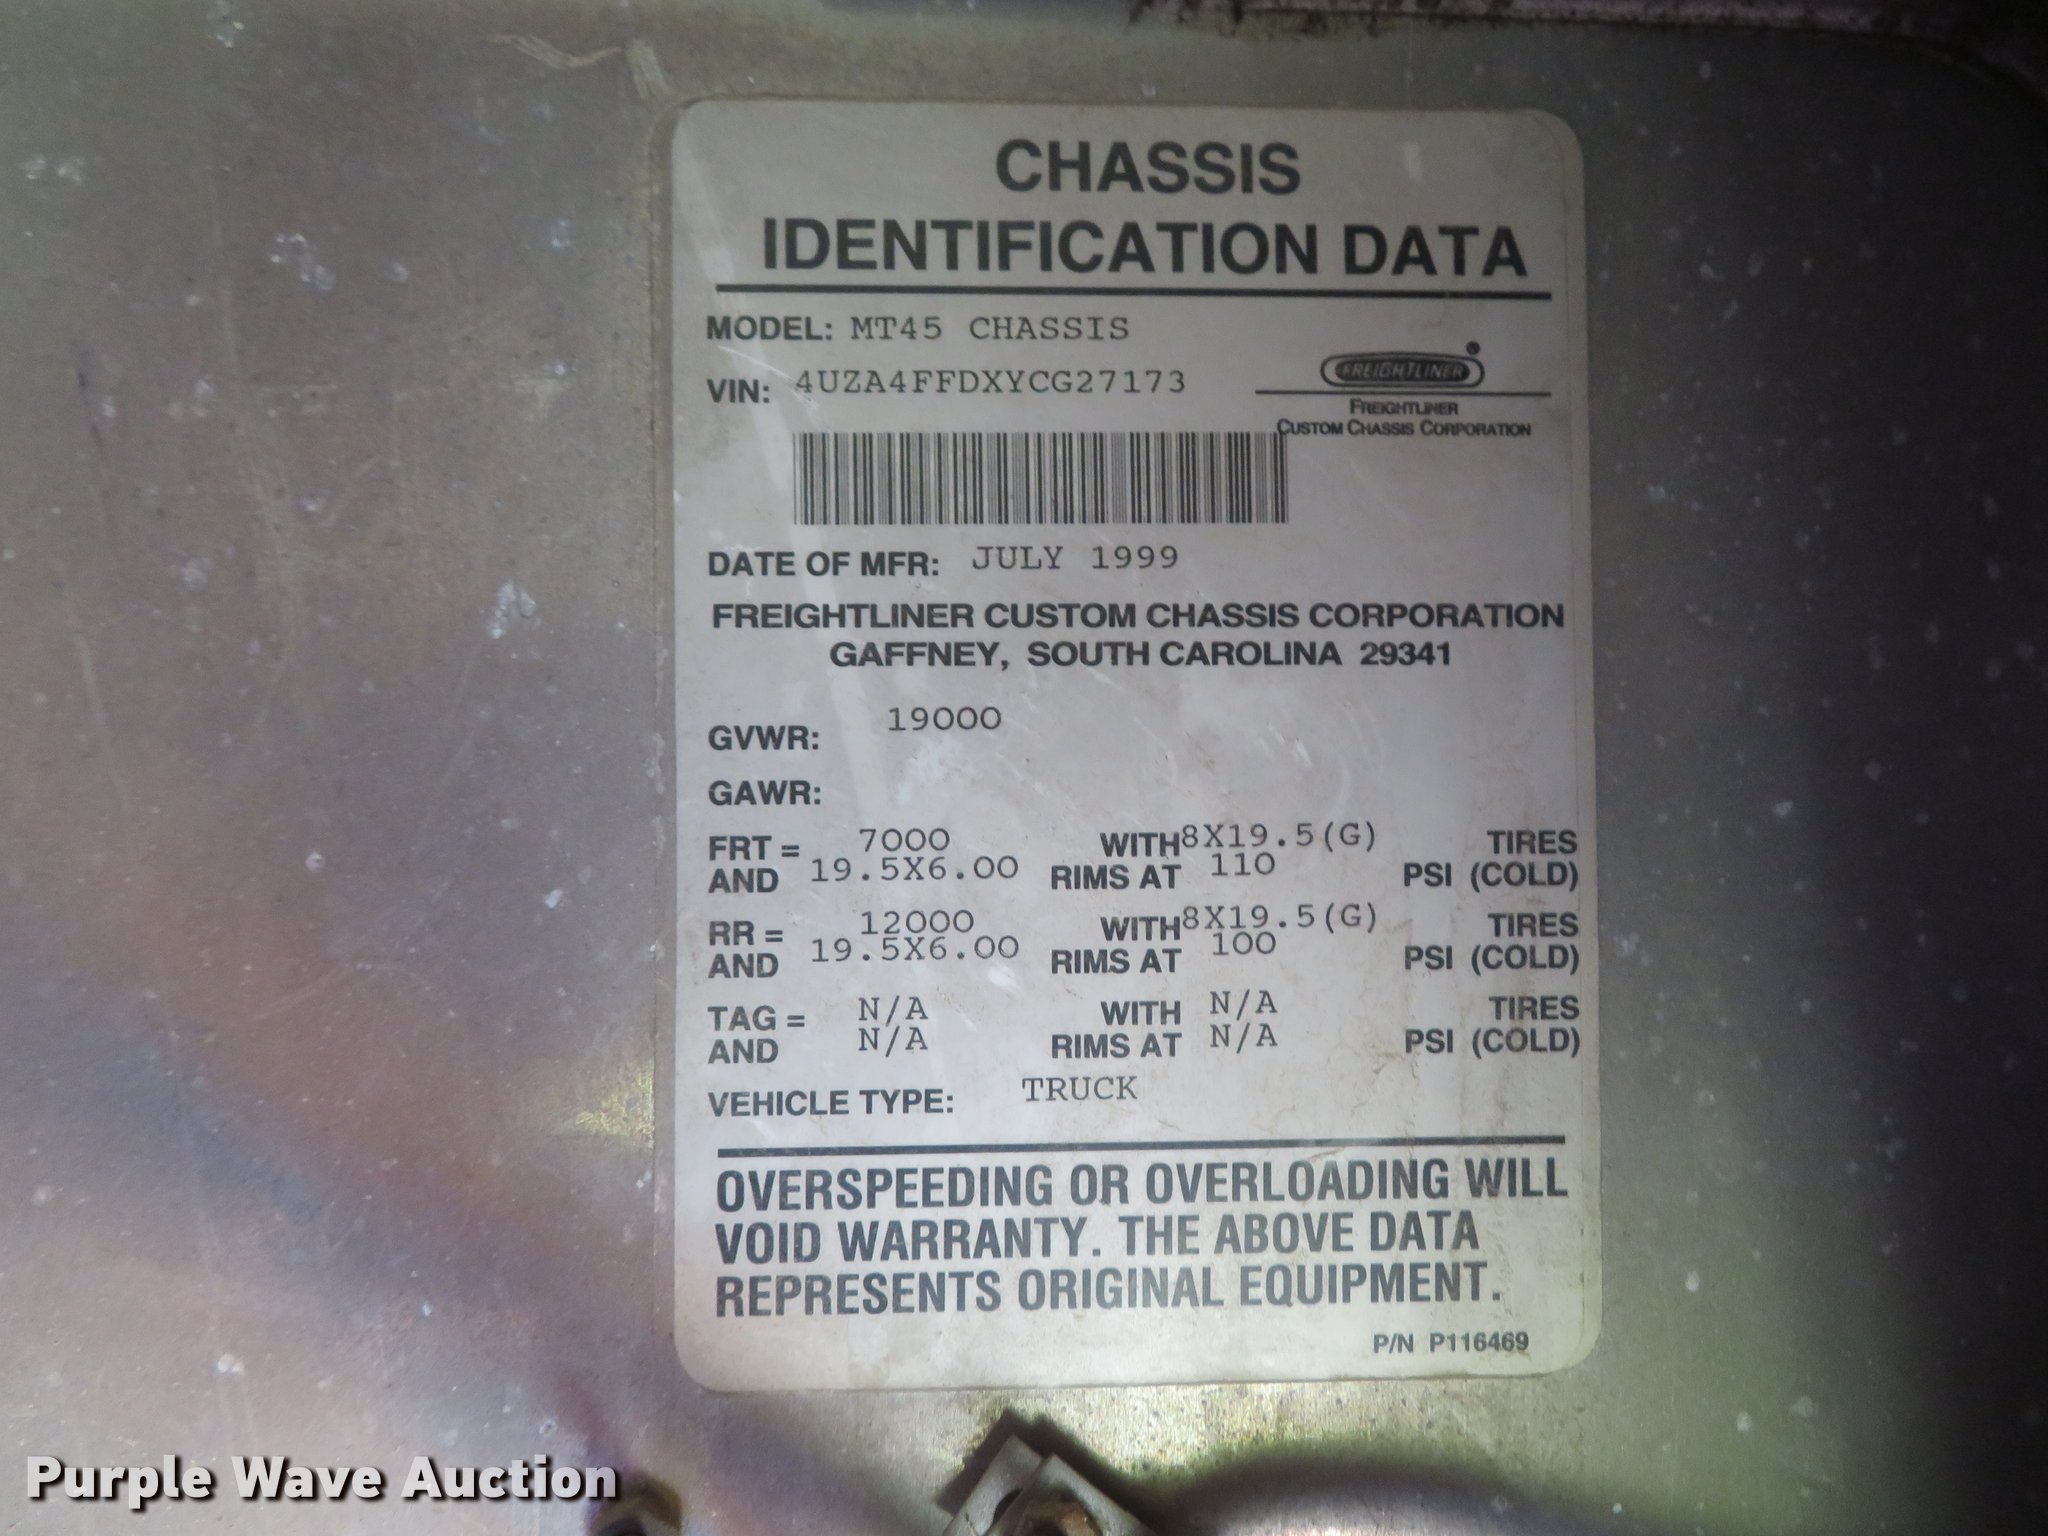 CHASSIS
IDENTIFICATION DATA
MODEL: MT45 CHASSIS
VIN: 4UZA4FFDXYCG27173
FREIGHTLINER ®
FREIGHTLINER
CUSTOM CHASSIS CORPORATION
DATE OF MFR: JULY 1999
FREIGHTLINER CUSTOM CHASSIS CORPORATION
GAFFNEY, SOUTH CAROLINA 29341
GVWR: 19000
GAWR:
FRT = 7000 WITH 8X19.5(G) TIRES
AND 19.5X6.00 RIMS AT 110 PSI (COLD)
RR = 12000 WITH 8X19.5(G) TIRES
AND 19.5X6.00 RIMS AT 100 PSI (COLD)
TAG = N/A WITH N/A TIRES
AND N/A RIMS AT N/A PSI (COLD)
VEHICLE TYPE: TRUCK
OVERSPEEDING OR OVERLOADING WILL
VOID WARRANTY. THE ABOVE DATA
REPRESENTS ORIGINAL EQUIPMENT.
P/N P116469
Purple Wave Auction